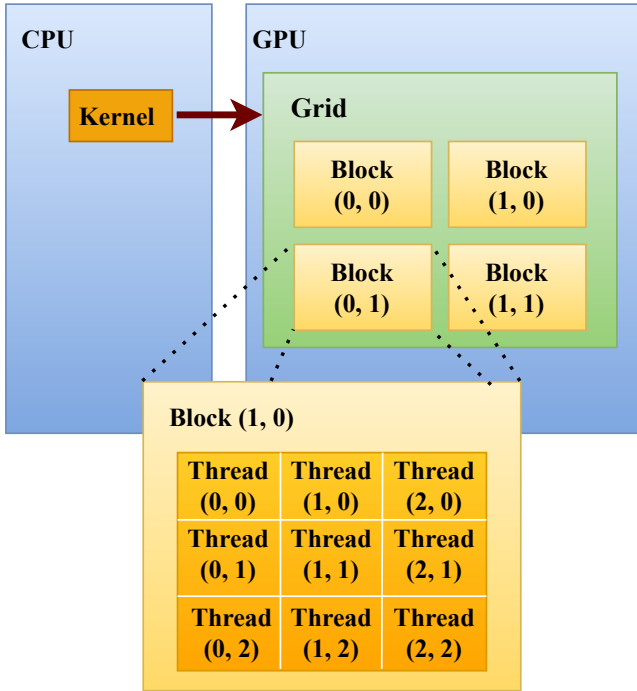 CPU
GPU
Kernel
Grid
Block
(0, 0)
Block
(1, 0)
Block
(0, 1)
Block
(1, 1)
Block (1, 0)
Thread
(0, 0)
Thread
(1, 0)
Thread
(2, 0)
Thread
(0, 1)
Thread
(1, 1)
Thread
(2, 1)
Thread
(0, 2)
Thread
(1, 2)
Thread
(2, 2)